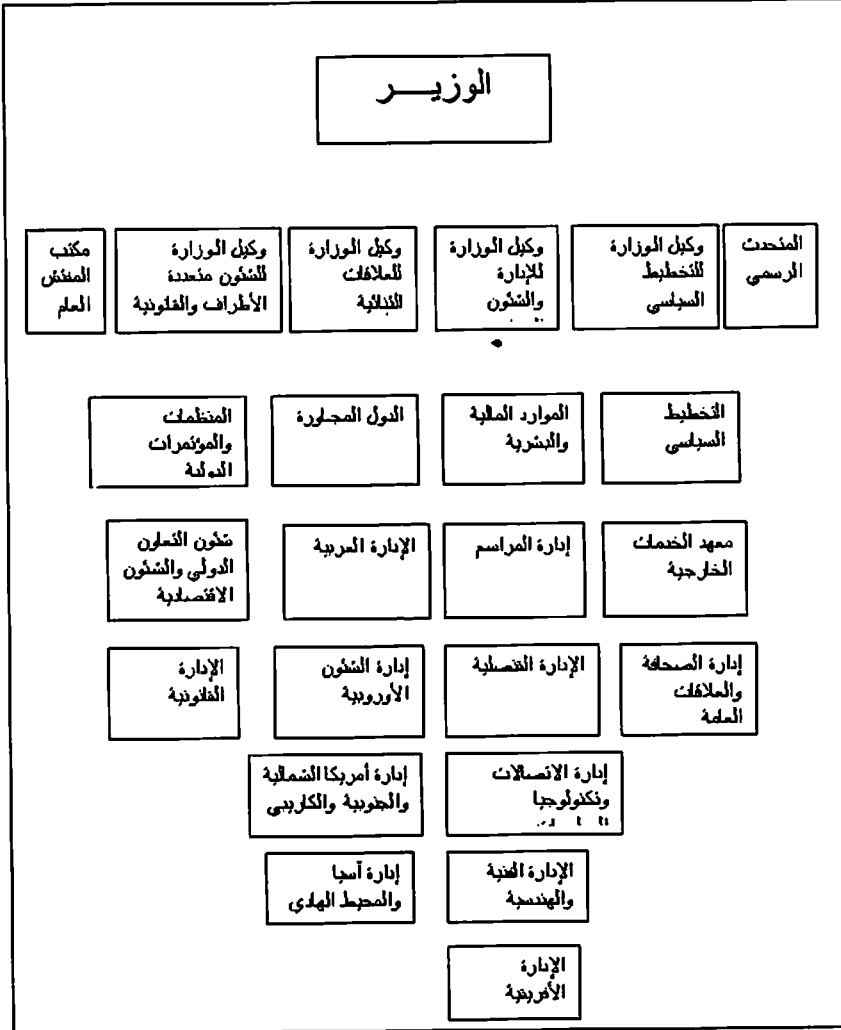 الوزيـــر
المتحدث
الرسمي
وكيل الوزارة
للتخطيط
السياسي
وكيل الوزارة
للإدارة
والشئون
وكيل الوزارة
للعلاقات
الثنائية
وكيل الوزارة
للشئون متعددة
الأطراف والقانونية
مكتب
المفتش
العام
التخطيط
السياسي
الموارد المالية
والبشرية
الدول المجاورة
المنظمات
والمؤتمرات
الدولية
معهد الخدمات
الخارجية
إدارة المراسم
الإدارة العربية
شئون التعاون
الدولي والشئون
الاقتصادية
إدارة الصحافة
والعلاقات
العامة
الإدارة القنصلية
إدارة الشئون
الأوروبية
الإدارة
القانونية
إدارة الاتصالات
وتكنولوجيا
إدارة أمريكا الشمالية
والجنوبية والكاريبي
الإدارة الفنية
والهندسية
إدارة آسيا
والمحيط الهادي
الإدارة
الأفريقية